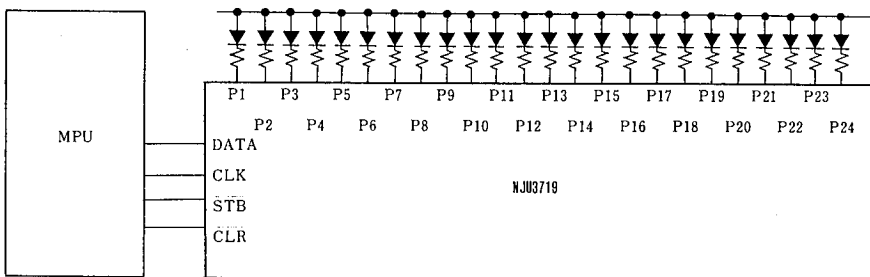 P1 P3 P5 P7 P9 P11 P13 P15 P17 P19 P21 P23
P2 P4 P6 P8 P10 P12 P14 P16 P18 P20 P22 P24
MPU
DATA
CLK
STB
CLR
NJU3719